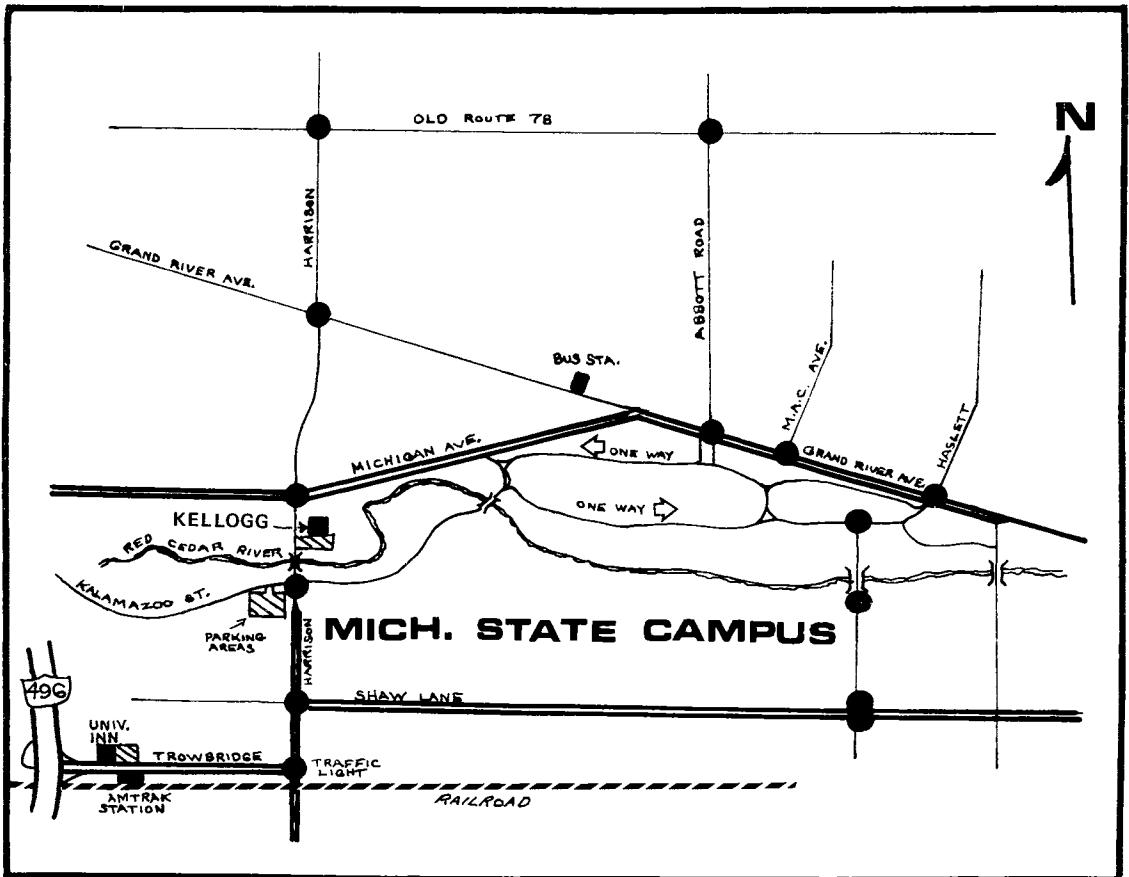 OLD ROUTE 78
N
HARRISON
GRAND RIVER AVE.
ABBOTT ROAD
BUS STA.
M.A.C. AVE.
HASLETT
MICHIGAN AVE.
ONE WAY
GRAND RIVER AVE.
ONE WAY
KELLOGG
RED CEDAR RIVER
KALAMAZOO ST.
PARKING
AREAS
HARRISON
MICH. STATE CAMPUS
496
SHAW LANE
UNIV.
INN
TROWBRIDGE
TRAFFIC
LIGHT
AMTRAK
STATION
RAILROAD